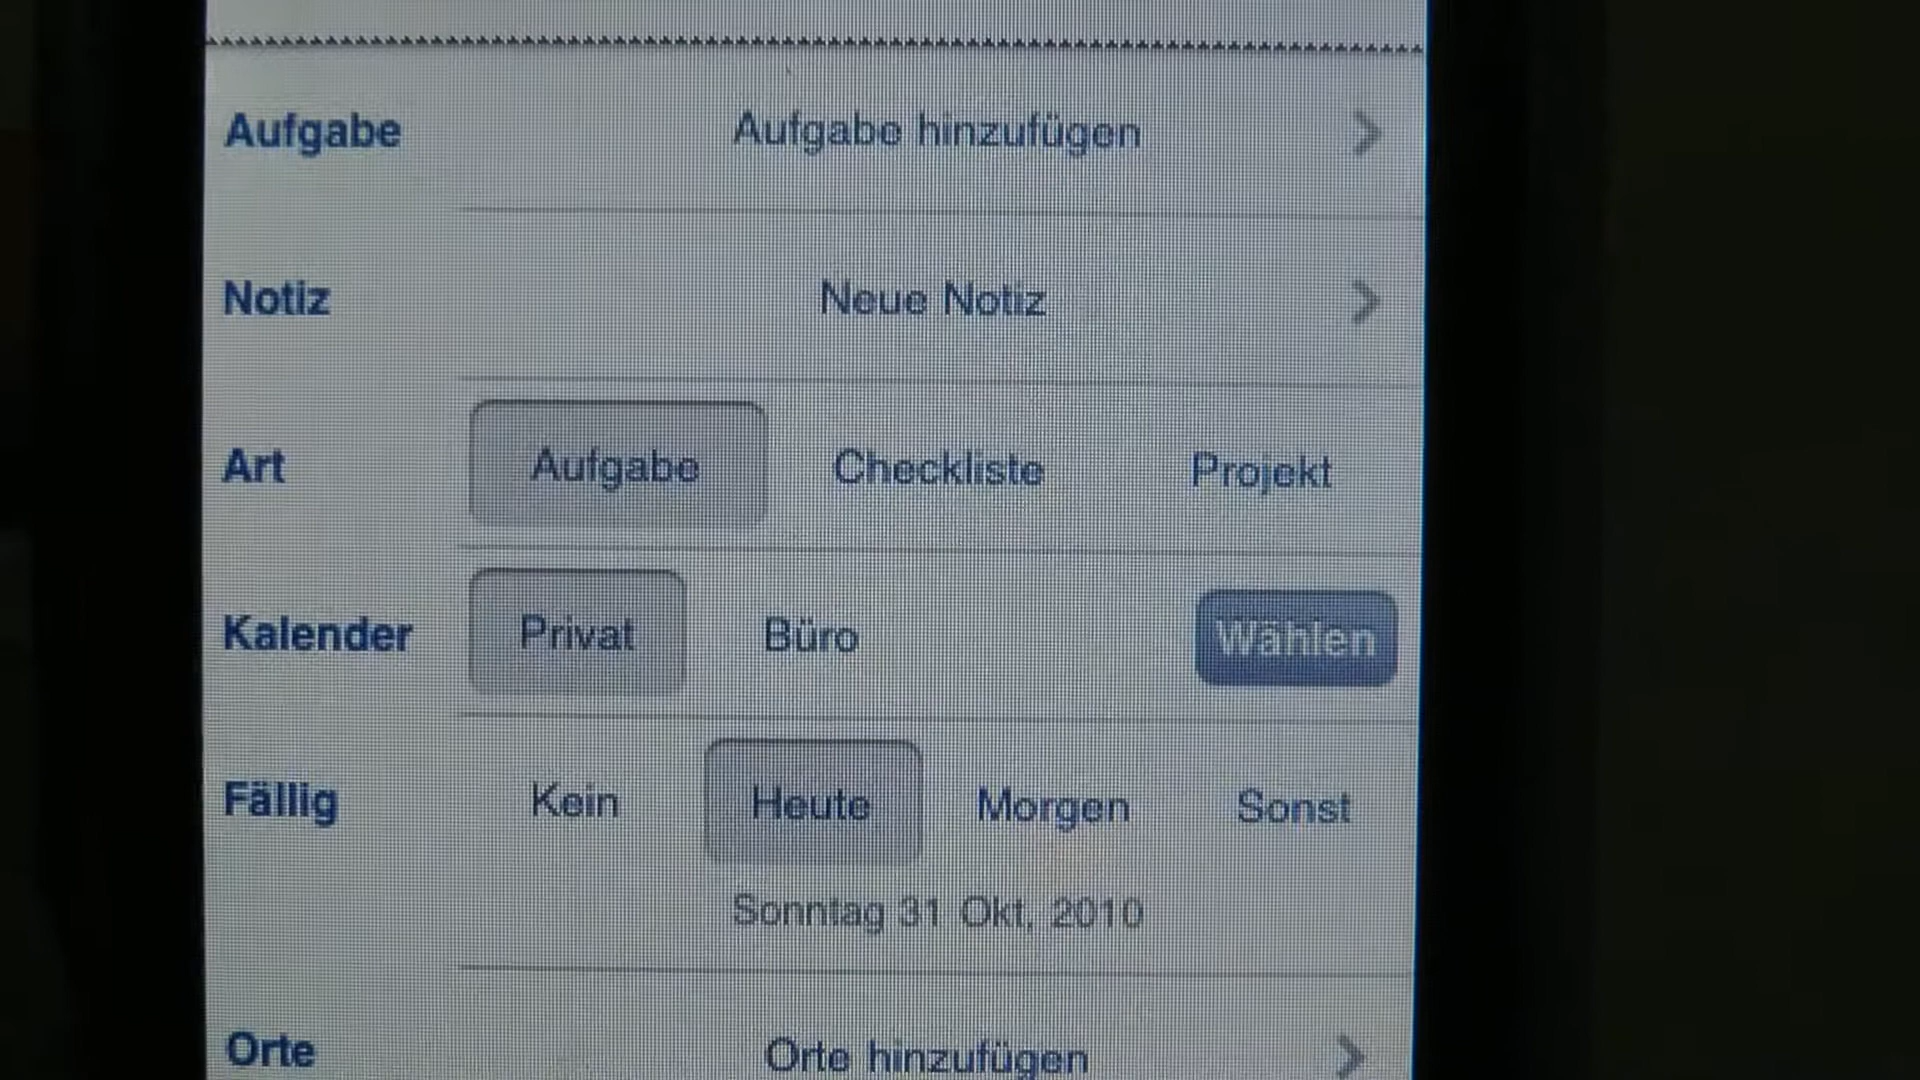 Aufgabe Aufgabe hinzufügen
Notiz Neue Notiz
Art Aufgabe Checkliste Projekt
Kalender Privat Büro Wählen
Fällig Kein Heute Morgen Sonst
Sonntag 31 Okt, 2010
Orte Orte hinzufügen